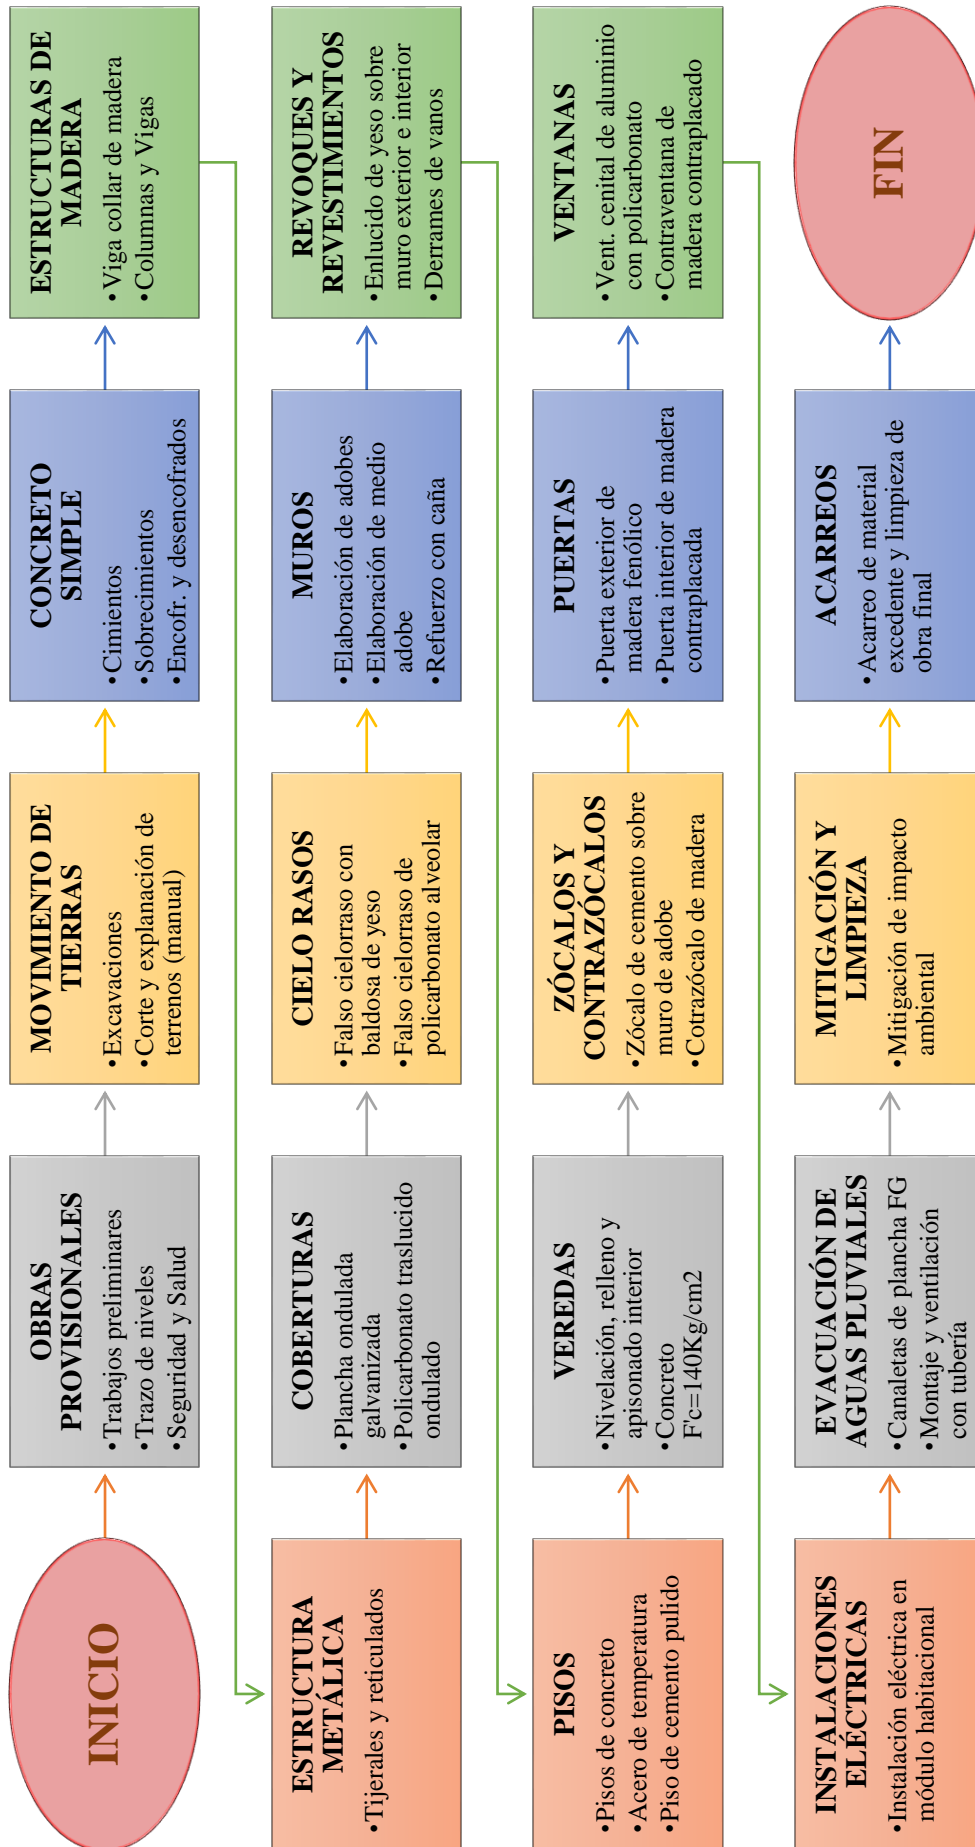 INICIO
OBRAS
PROVISIONALES
•Trabajos preliminares
•Trazo de niveles
•Seguridad y Salud
MOVIMIENTO DE
TIERRAS
•Excavaciones
•Corte y explanación de
terrenos (manual)
CONCRETO
SIMPLE
•Cimientos
•Sobrecimientos
•Encofr. y desencofrados
ESTRUCTURAS DE
MADERA
•Viga collar de madera
•Columnas y Vigas
ESTRUCTURA
METÁLICA
•Tijerales y reticulados
COBERTURAS
•Plancha ondulada
galvanizada
•Policarbonato traslucido
ondulado
CIELO RASOS
•Falso cielorraso con
baldosa de yeso
•Falso cielorraso de
policarbonato alveolar
MUROS
•Elaboración de adobes
•Elaboración de medio
adobe
•Refuerzo con caña
REVOQUES Y
REVESTIMIENTOS
•Enlucido de yeso sobre
muro exterior e interior
•Derrames de vanos
PISOS
•Pisos de concreto
•Acero de temperatura
•Piso de cemento pulido
VEREDAS
•Nivelación, relleno y
apisonado interior
•Concreto
F'c=140Kg/cm2
ZÓCALOS Y
CONTRAZÓCALOS
•Zócalo de cemento sobre
muro de adobe
•Cotrazócalo de madera
PUERTAS
•Puerta exterior de
madera fenólico
•Puerta interior de madera
contraplacada
VENTANAS
•Vent. cenital de aluminio
con policarbonato
•Contraventana de
madera contraplacado
INSTALACIONES
ELÉCTRICAS
•Instalación eléctrica en
módulo habitacional
EVACUACIÓN DE
AGUAS PLUVIALES
•Canaletas de plancha FG
•Montaje y ventilación
con tubería
MITIGACIÓN Y
LIMPIEZA
•Mitigación de impacto
ambiental
ACARREOS
•Acarreo de material
excedente y limpieza de
obra final
FIN